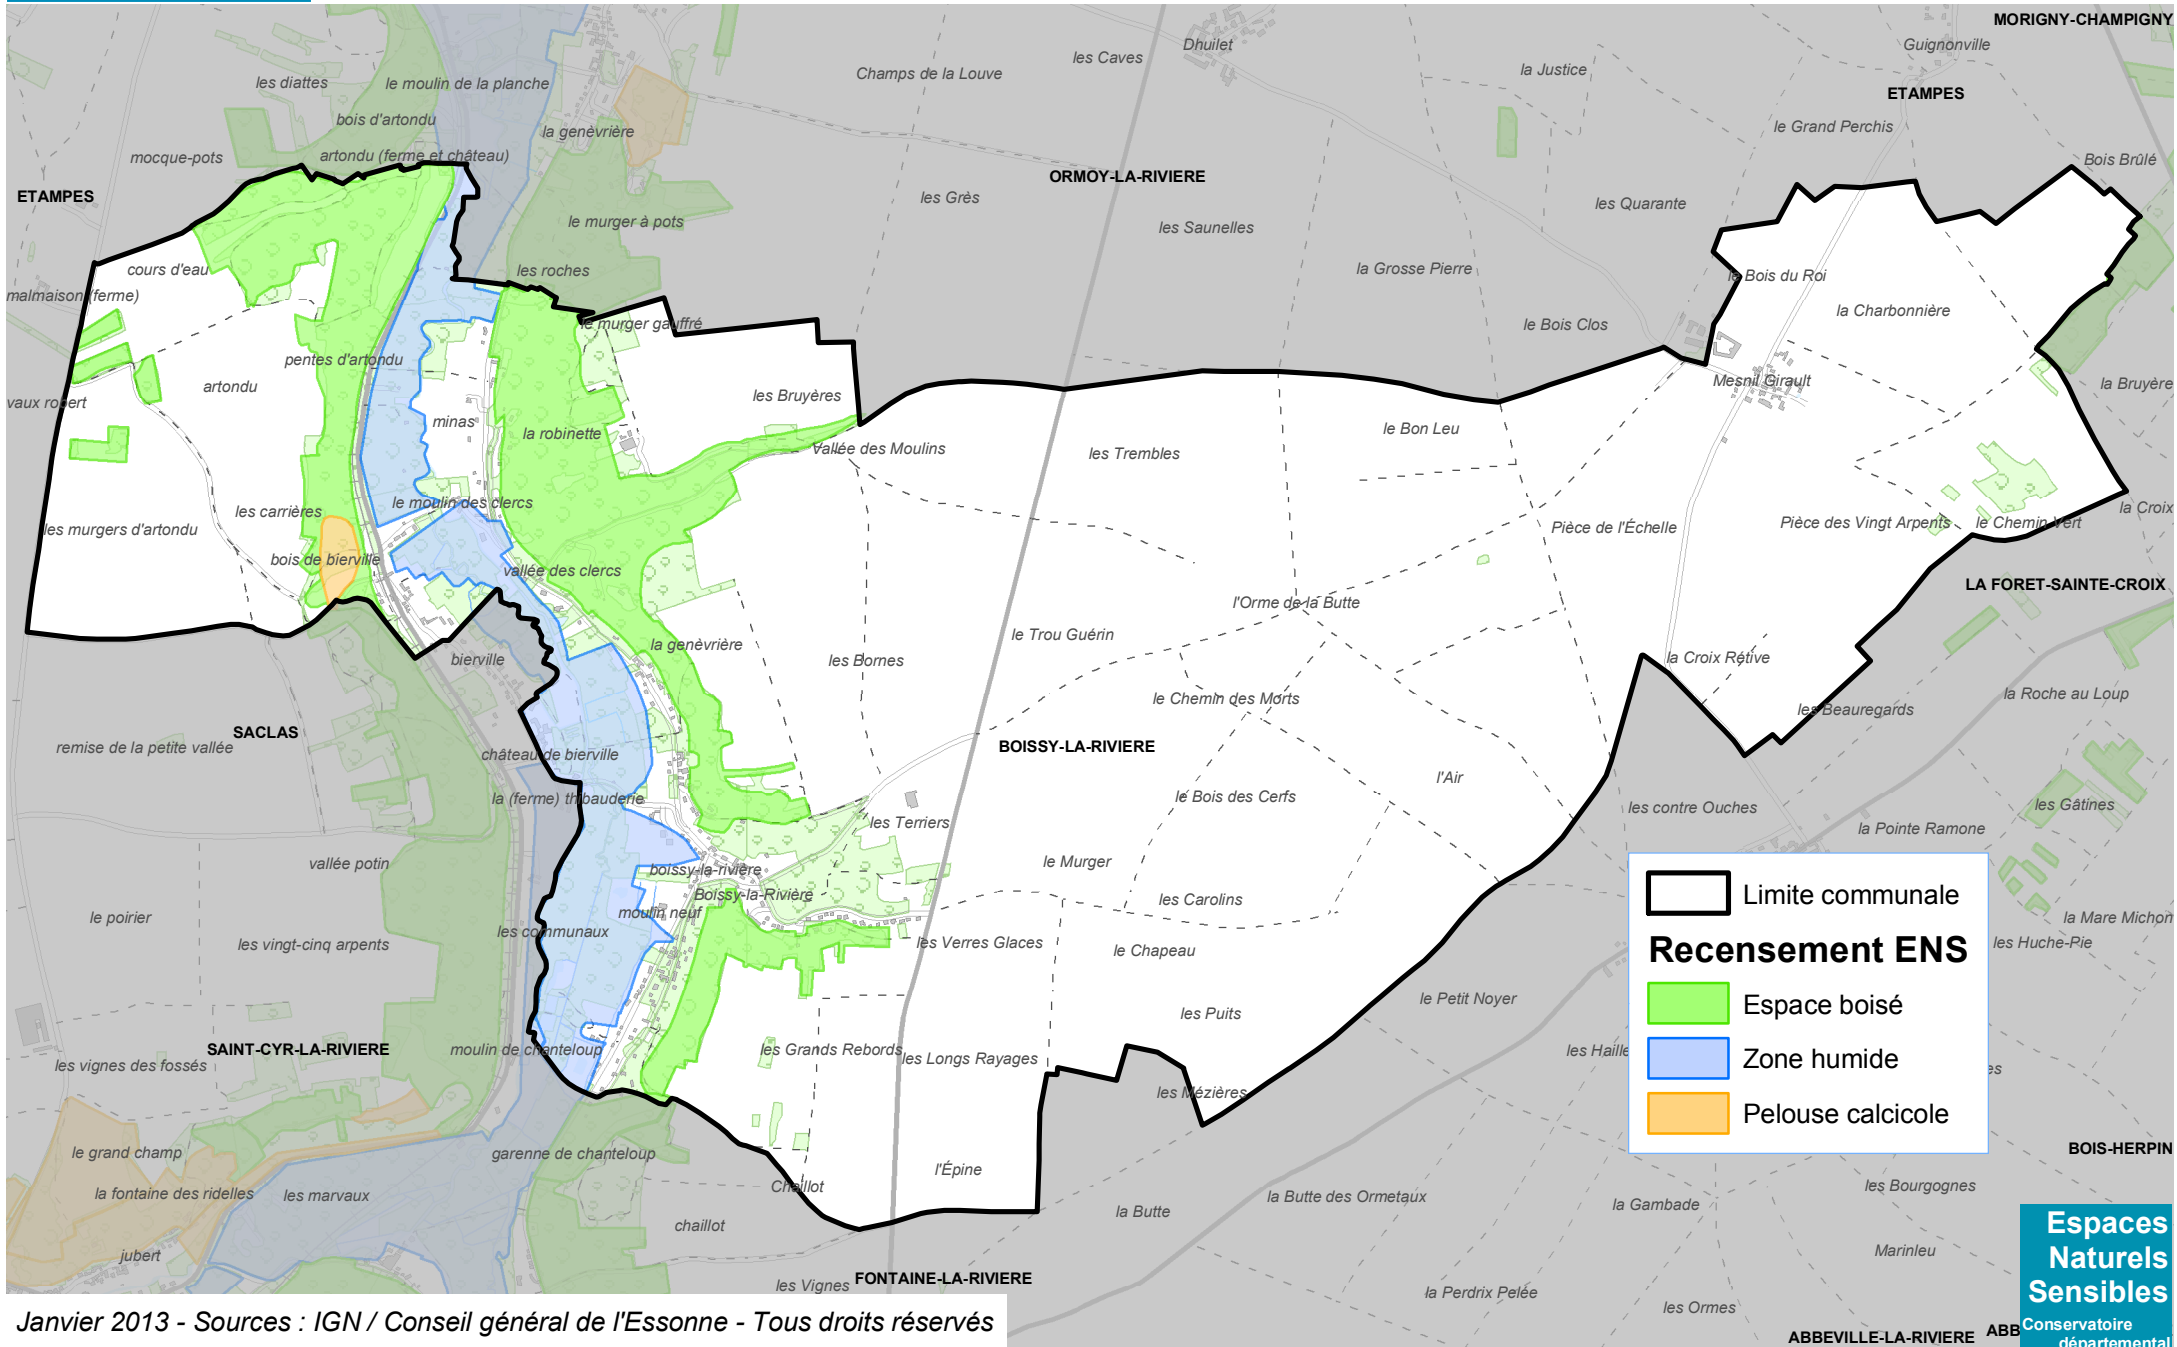 MORIGNY-CHAMPIGNY
Dhuilet
Guignonville
les Caves
la Justice
Champs de la Louve
les diattes
le moulin de la planche
ETAMPES
bois d'artondu
la genèvrière
le Grand Perchis
mocque-pots
artondu (ferme et château)
Bois Brûlé
ORMOY-LA-RIVIERE
ETAMPES
les Grès
les Quarante
le murger à pots
les Saunelles
cours d'eau
les roches
la Grosse Pierre
le Bois du Roi
malmaison (ferme)
la Charbonnière
le murger gauffré
le Bois Clos
pentes d'artondu
artondu
Mesnil Girault
la Bruyère
vaux robert
les Bruyères
minas
la robinette
le Bon Leu
Vallée des Moulins
les Trembles
le moulin des clercs
les carrières
la Croix
les murgers d'artondu
Pièce de l'Échelle
Pièce des Vingt Arpents
le Chemin Vert
bois de bierville
vallée des clercs
LA FORET-SAINTE-CROIX
l'Orme de la Butte
le Trou Guérin
la genèvrière
bierville
les Bornes
la Croix Rétive
la Roche au Loup
le Chemin des Morts
les Beauregards
SACLAS
remise de la petite vallée
BOISSY-LA-RIVIERE
château de bierville
l'Air
la (ferme) thibauderie
le Bois des Cerfs
les contre Ouches
les Gâtines
les Terriers
la Pointe Ramone
vallée potin
le Murger
boissy-la-rivière
Boissy-la-Rivière
les Carolins
Limite communale
moulin neuf
le poirier
la Mare Michon
les communaux
les vingt-cinq arpents
les Verres Glaces
le Chapeau
Recensement ENS
les Huche-Pie
le Petit Noyer
Espace boisé
les Puits
SAINT-CYR-LA-RIVIERE
moulin de chanteloup
les Grands Rebords
les Longs Rayages
les Haille
Zone humide
es
les vignes des fossés
les Mézières
Pelouse calcicole
le grand champ
garenne de chanteloup
BOIS-HERPIN
l'Épine
la fontaine des ridelles
les marvaux
Chaillot
la Butte des Ormetaux
les Bourgognes
la Butte
la Gambade
chaillot
jubert
Marinleu
les Vignes
FONTAINE-LA-RIVIERE
la Perdrix Pelée
les Ormes
ABBEVILLE-LA-RIVIERE
ABB
Espaces
Naturels
Sensibles
Conservatoire
départemental
Janvier 2013 - Sources : IGN / Conseil général de l'Essonne - Tous droits réservés